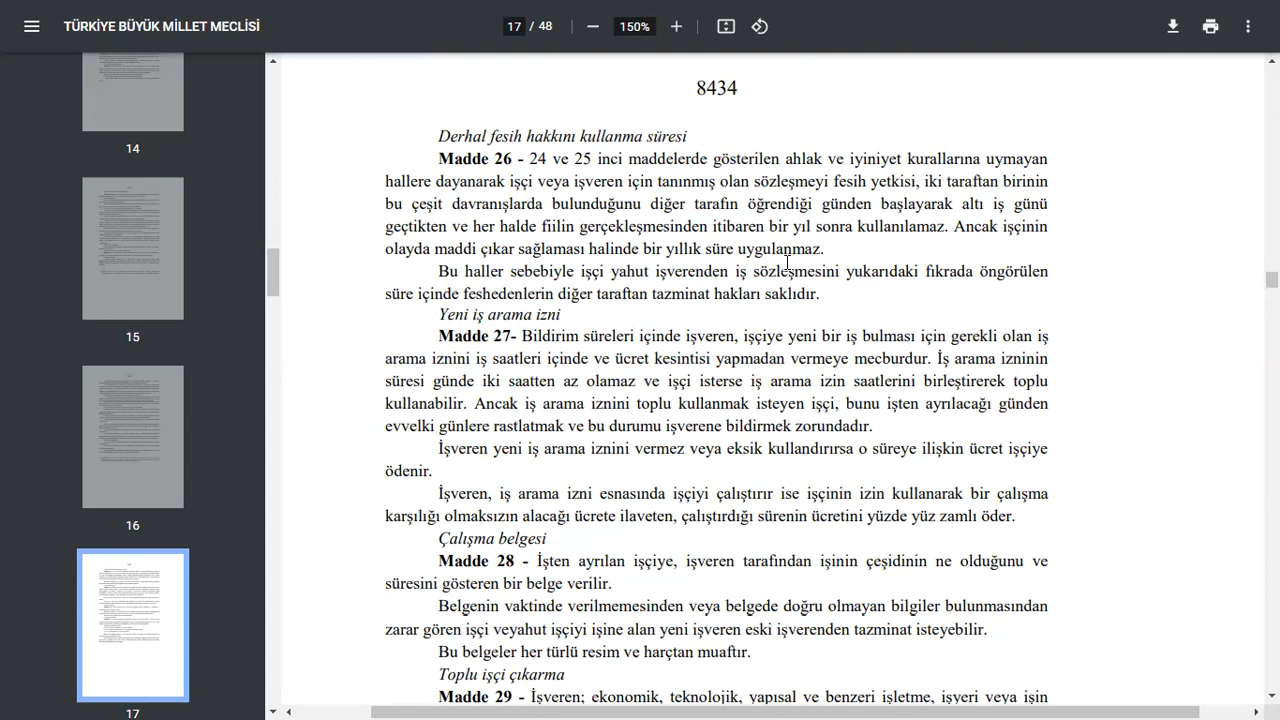 TÜRKİYE BÜYÜK MİLLET MECLİSİ
17 / 48
150%
14
15
16
17
8434
Derhal fesih hakkını kullanma süresi
Madde 26 - 24 ve 25 inci maddelerde gösterilen ahlak ve iyiniyet kurallarına uymayan
hallere dayanarak işçi veya işveren için tanınmış olan sözleşmeyi fesih yetkisi, iki taraftan birinin
bu çeşit davranışlarda bulunduğunu diğer tarafın öğrendiği günden başlayarak altı iş günü
geçtikten ve her halde fiilin gerçekleşmesinden itibaren bir yıl sonra kullanılamaz. Ancak işçinin
olayda maddi çıkar sağlaması halinde bir yıllık süre uygulanmaz.
Bu haller sebebiyle işçi yahut işverenden iş sözleşmesini yukarıdaki fıkrada öngörülen
süre içinde feshedenlerin diğer taraftan tazminat hakları saklıdır.
Yeni iş arama izni
Madde 27- Bildirim süreleri içinde işveren, işçiye yeni bir iş bulması için gerekli olan iş
arama iznini iş saatleri içinde ve ücret kesintisi yapmadan vermeye mecburdur. İş arama izninin
süresi günde iki saatten az olamaz ve işçi isterse iş arama izin saatlerini birleştirerek toplu
kullanabilir. Ancak iş arama iznini toplu kullanmak isteyen işçi, bunu işten ayrılacağı günden
evvelki günlere rastlatmak ve bu durumu işverene bildirmek zorundadır.
İşveren yeni iş arama iznini vermez veya eksik kullandırırsa o süreye ilişkin ücret işçiye
ödenir.
İşveren, iş arama izni esnasında işçiyi çalıştırır ise işçinin izin kullanarak bir çalışma
karşılığı olmaksızın alacağı ücrete ilaveten, çalıştırdığı sürenin ücretini yüzde yüz zamlı öder.
Çalışma belgesi
Madde 28 - İşten ayrılan işçiye, işveren tarafından işinin çeşidinin ne olduğunu ve
süresini gösteren bir belge verilir.
Belgenin vaktinde verilmemesinden veya belgede doğru olmayan bilgiler bulunmasından
zarar gören işçi veyahut işçiyi işine alan yeni işveren eski işverenden tazminat isteyebilir.
Bu belgeler her türlü resim ve harçtan muaftır.
Toplu işçi çıkarma
Madde 29 - İşveren; ekonomik, teknolojik, yapısal ve benzeri işletme, işyeri veya işin